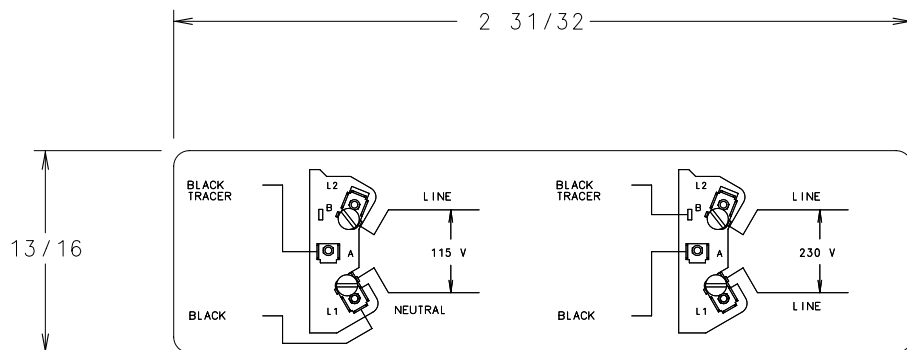 2 31/32
13/16
BLACK
TRACER
L2
B
LINE
A
115 V
L1
NEUTRAL
BLACK
BLACK
TRACER
L2
B
LINE
A
230 V
L1
LINE
BLACK